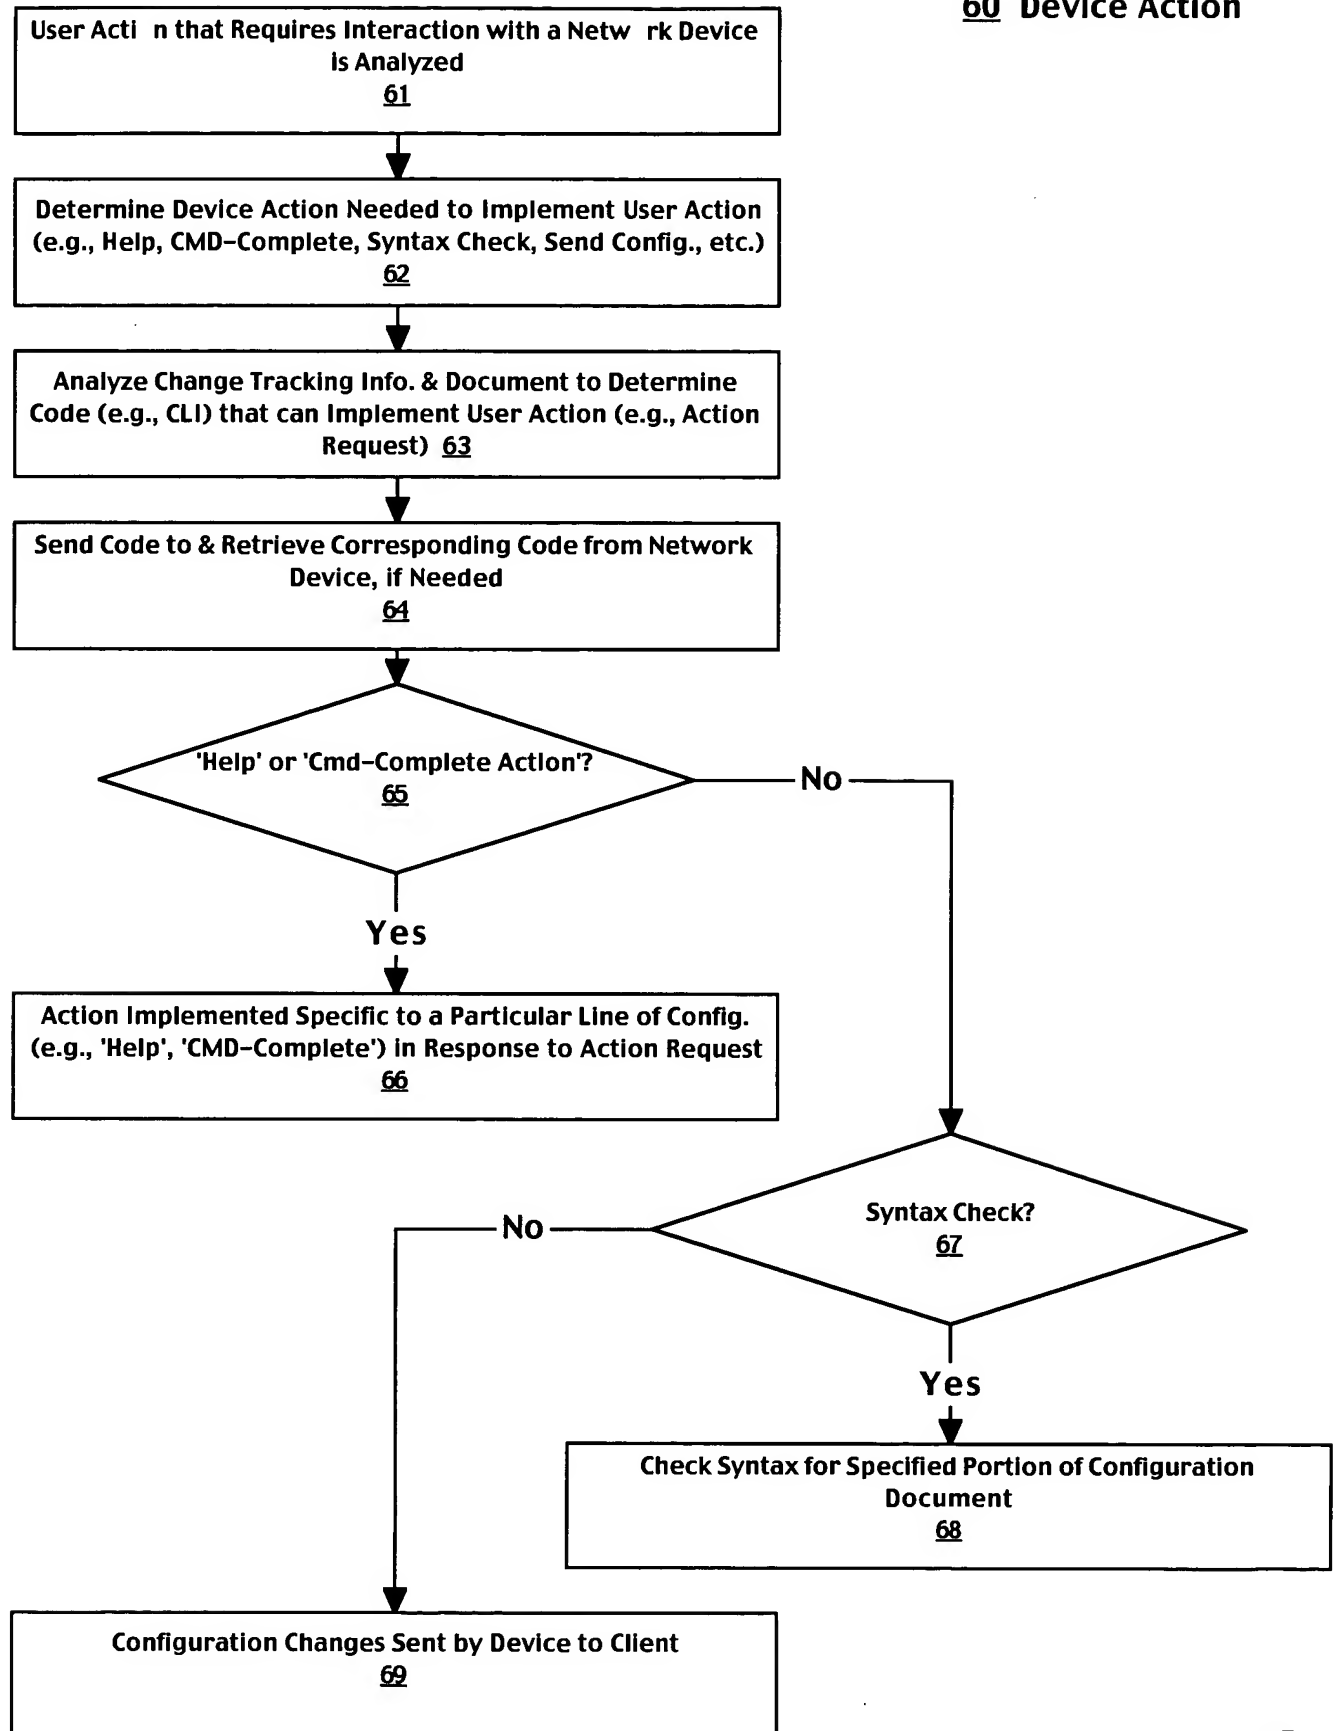 60 Device Action
User Acti n that Requires Interaction with a Netw rk Device
is Analyzed
61
Determine Device Action Needed to Implement User Action
(e.g., Help, CMD-Complete, Syntax Check, Send Config., etc.)
62
Analyze Change Tracking Info. & Document to Determine
Code (e.g., CLI) that can Implement User Action (e.g., Action
Request) 63
Send Code to & Retrieve Corresponding Code from Network
Device, if Needed
64
'Help' or 'Cmd-Complete Action'?
65
No
Yes
Action Implemented Specific to a Particular Line of Config.
(e.g., 'Help', 'CMD-Complete') in Response to Action Request
66
Syntax Check?
67
No
Yes
Check Syntax for Specified Portion of Configuration
Document
68
Configuration Changes Sent by Device to Client
69